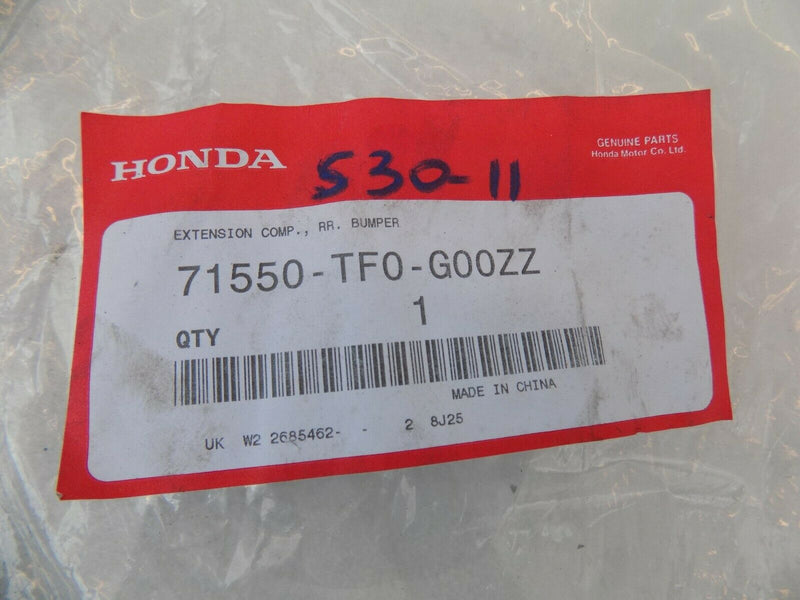 HONDA
530-11
GENUINE PARTS
Honda Motor Co. Ltd.
EXTENSION COMP., RR. BUMPER
71550-TF0-G00ZZ
1
QTY
MADE IN CHINA
UK W2 2685462- - 2 8J25